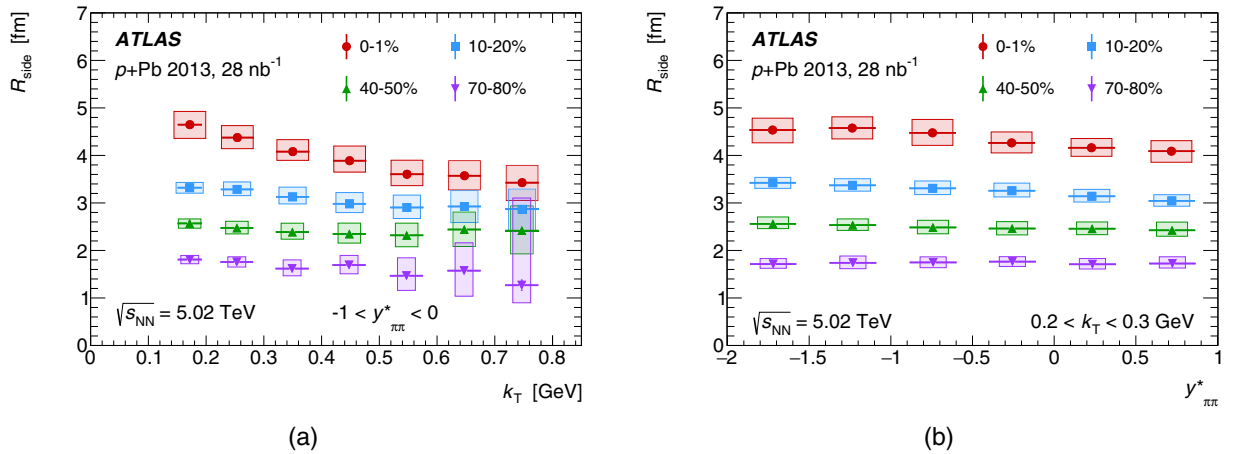 R_side [fm]
7
6
5
4
3
2
1
0
ATLAS
p+Pb 2013, 28 nb⁻¹
0-1%
10-20%
40-50%
70-80%
√s_NN = 5.02 TeV
-1 < y*_ππ < 0
0 0.1 0.2 0.3 0.4 0.5 0.6 0.7 0.8
k_T [GeV]
(a)
R_side [fm]
7
6
5
4
3
2
1
0
ATLAS
p+Pb 2013, 28 nb⁻¹
0-1%
10-20%
40-50%
70-80%
√s_NN = 5.02 TeV
0.2 < k_T < 0.3 GeV
−2 −1.5 −1 −0.5 0 0.5 1
y*_ππ
(b)